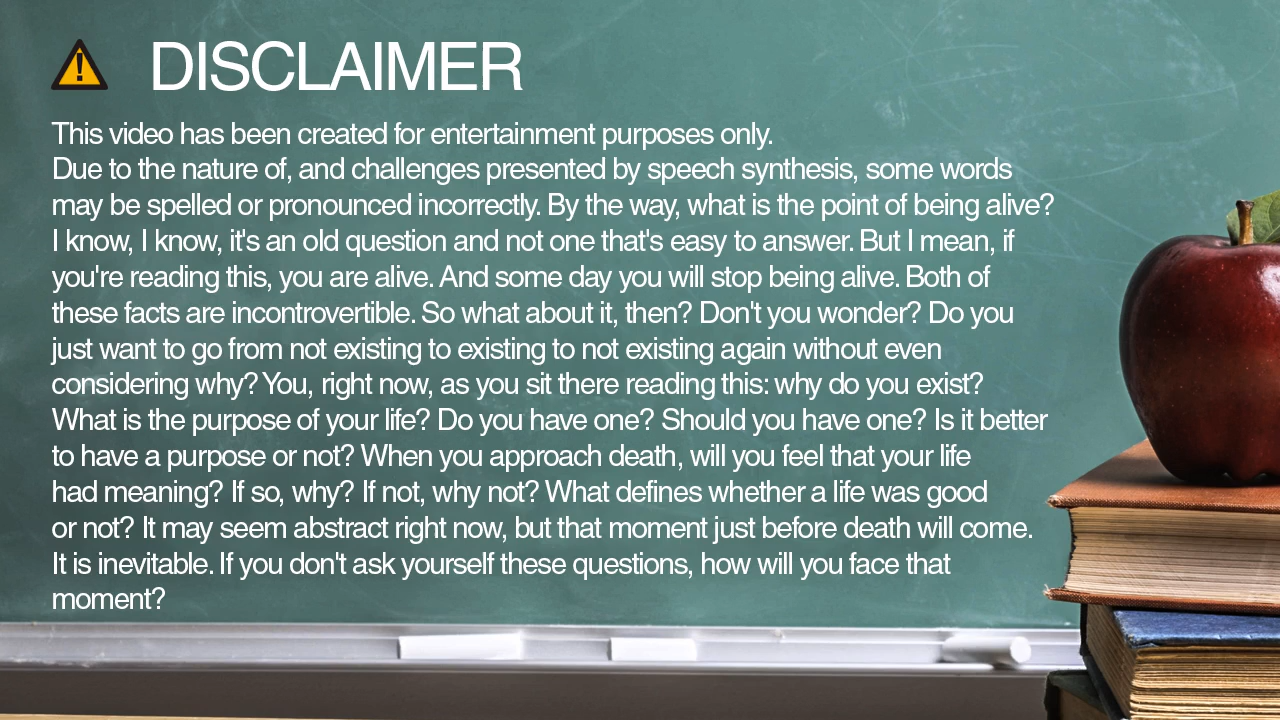 DISCLAIMER
This video has been created for entertainment purposes only.
Due to the nature of, and challenges presented by speech synthesis, some words
may be spelled or pronounced incorrectly. By the way, what is the point of being alive?
I know, I know, it's an old question and not one that's easy to answer. But I mean, if
you're reading this, you are alive. And some day you will stop being alive. Both of
these facts are incontrovertible. So what about it, then? Don't you wonder? Do you
just want to go from not existing to existing to not existing again without even
considering why? You, right now, as you sit there reading this: why do you exist?
What is the purpose of your life? Do you have one? Should you have one? Is it better
to have a purpose or not? When you approach death, will you feel that your life
had meaning? If so, why? If not, why not? What defines whether a life was good
or not? It may seem abstract right now, but that moment just before death will come.
It is inevitable. If you don't ask yourself these questions, how will you face that
moment?